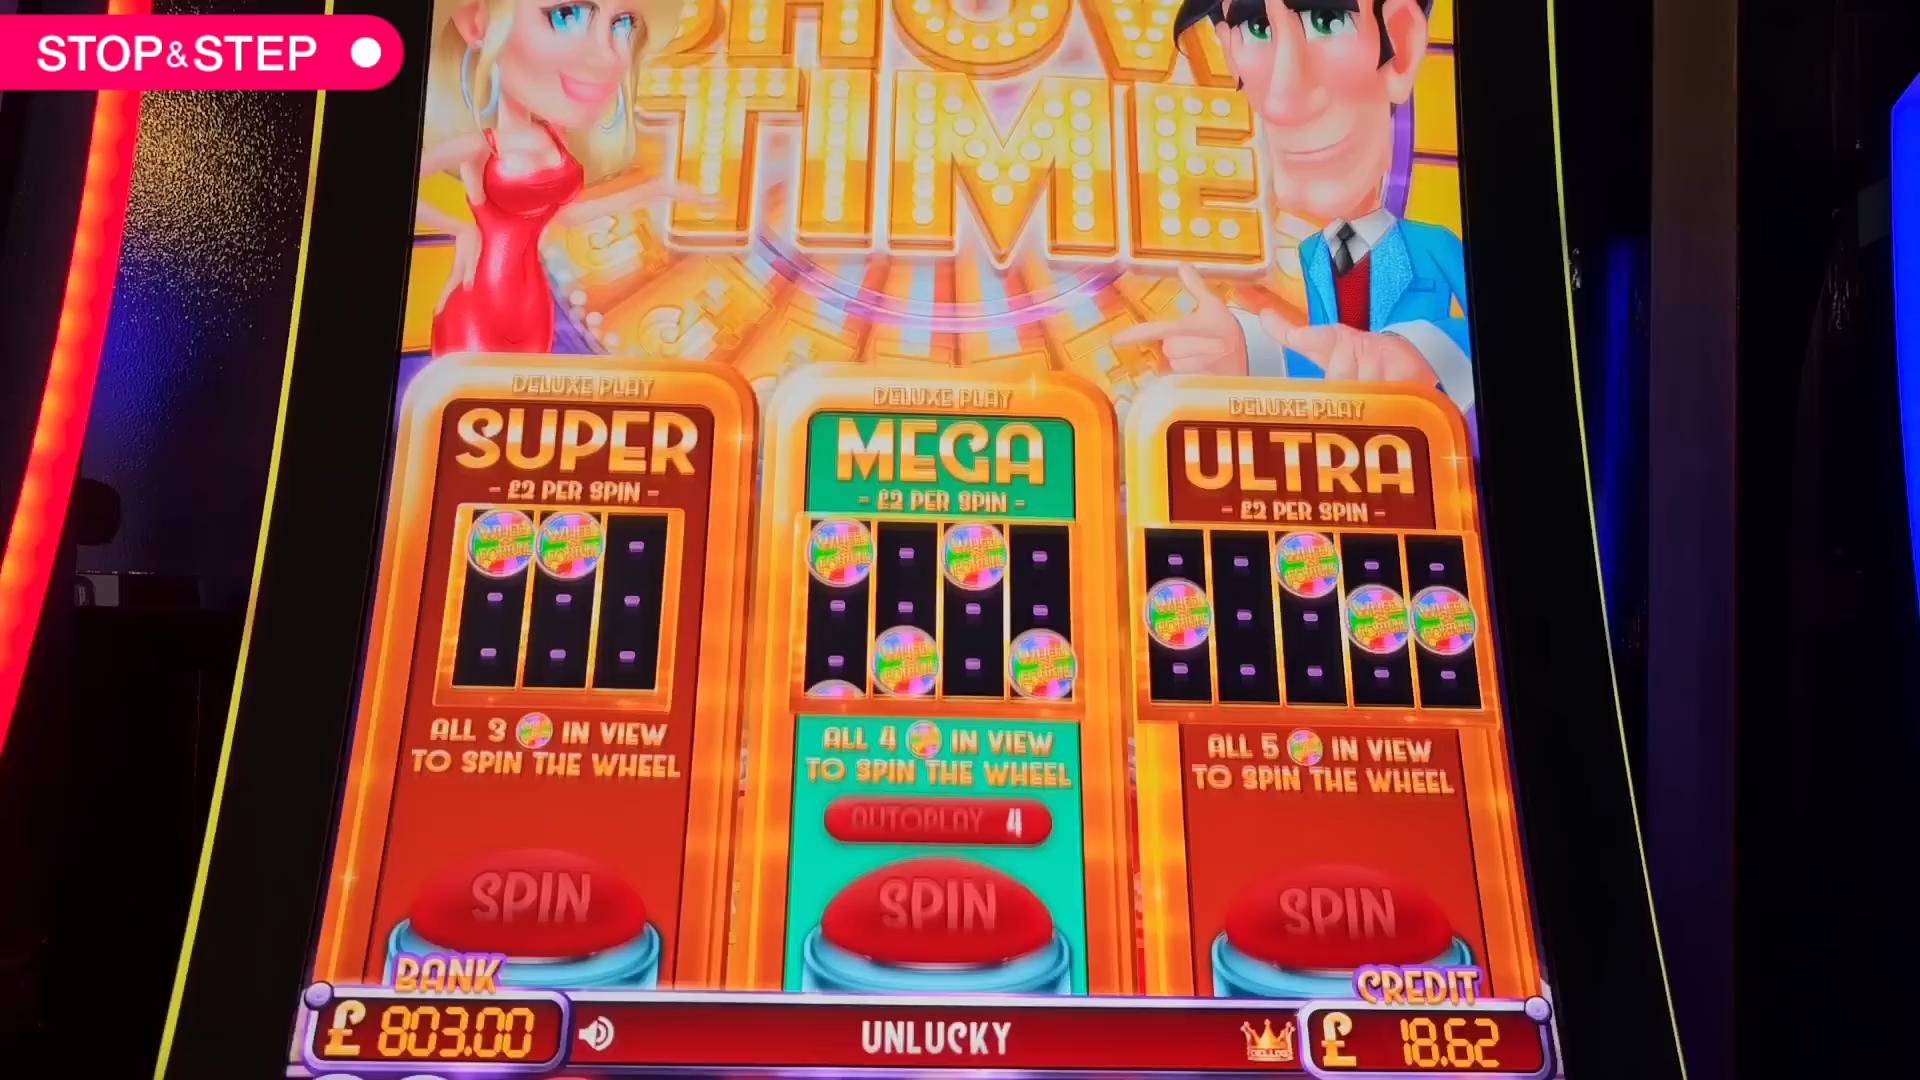 STOP&STEP
SHOW
TIME
DELUXE PLAY
SUPER
- £2 PER SPIN -
ALL 3 IN VIEW
TO SPIN THE WHEEL
SPIN
DELUXE PLAY
MEGA
- £2 PER SPIN -
ALL 4 IN VIEW
TO SPIN THE WHEEL
AUTOPLAY 4
SPIN
DELUXE PLAY
ULTRA
- £2 PER SPIN -
ALL 5 IN VIEW
TO SPIN THE WHEEL
SPIN
BANK
£ 803.00
UNLUCKY
CREDIT
£ 18.62